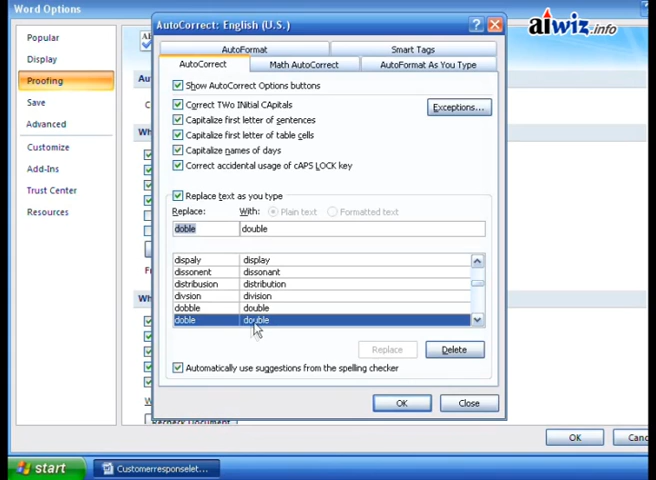 Word Options
aiwiz.info
AutoCorrect: English (U.S.)
AutoFormat
Smart Tags
AutoCorrect
Math AutoCorrect
AutoFormat As You Type
Show AutoCorrect Options buttons
Correct TWo INitial CApitals
Exceptions...
Capitalize first letter of sentences
Capitalize first letter of table cells
Capitalize names of days
Correct accidental usage of cAPS LOCK key
Replace text as you type
Replace:
With:
Plain text
Formatted text
doble
double
dispaly
display
dissonent
dissonant
distribusion
distribution
divsion
division
dobble
double
doble
double
Replace
Delete
Automatically use suggestions from the spelling checker
OK
Close
Popular
Display
Proofing
Save
Advanced
Customize
Add-Ins
Trust Center
Resources
Recheck Document
OK
start
Customerresponselet...